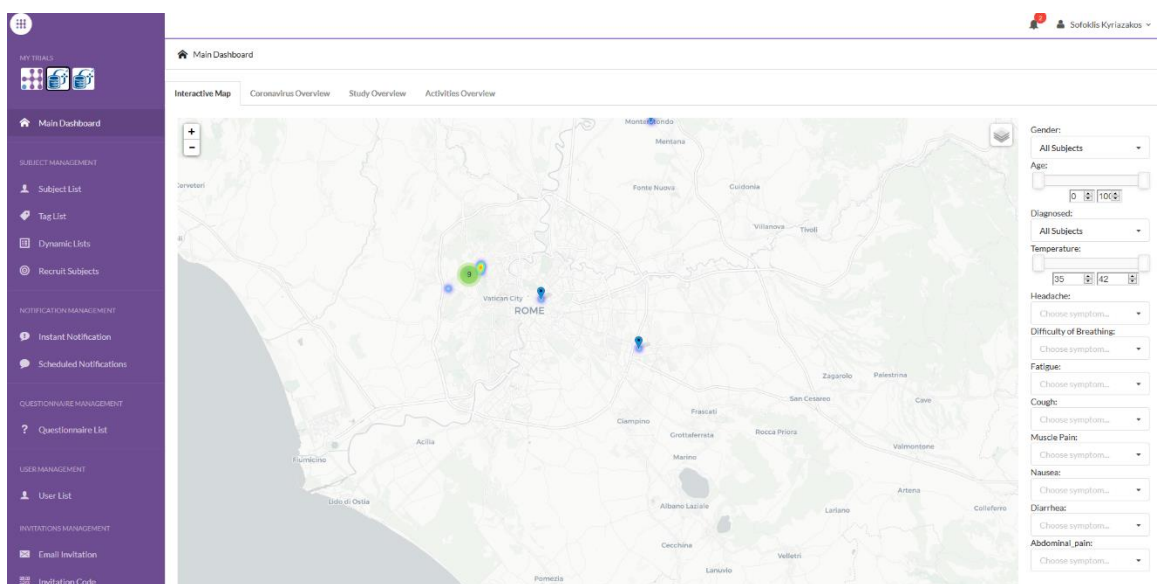 2
Sofoklis Kyriazakos
MY TRIALS
Main Dashboard
SUBJECT MANAGEMENT
Subject List
Tag List
Dynamic Lists
Recruit Subjects
NOTIFICATION MANAGEMENT
Instant Notification
Scheduled Notifications
QUESTIONNAIRE MANAGEMENT
? Questionnaire List
USER MANAGEMENT
User List
INVITATIONS MANAGEMENT
Email Invitation
Invitation Code
Main Dashboard
Interactive Map Coronavirus Overview Study Overview Activities Overview
+
-
Monterotondo
Mentana
Cerveteri
Fonte Nuova
Guidonia
Villanova
Tivoli
9
Vatican City
ROME
Zagarolo
Palestrina
San Cesareo
Cave
Frascati
Ciampino
Grottaferrata
Rocca Priora
Acilia
Valmontone
Marino
Fiumicino
Artena
Lido di Ostia
Albano Laziale
Lariano
Colleferro
Cecchina
Velletri
Lanuvio
Pomezia
Gender:
All Subjects
Age:
0 100
Diagnosed:
All Subjects
Temperature:
35 42
Headache:
Choose symptom...
Difficulty of Breathing:
Choose symptom...
Fatigue:
Choose symptom...
Cough:
Choose symptom...
Muscle Pain:
Choose symptom...
Nausea:
Choose symptom...
Diarrhea:
Choose symptom...
Abdominal_pain:
Choose symptom...